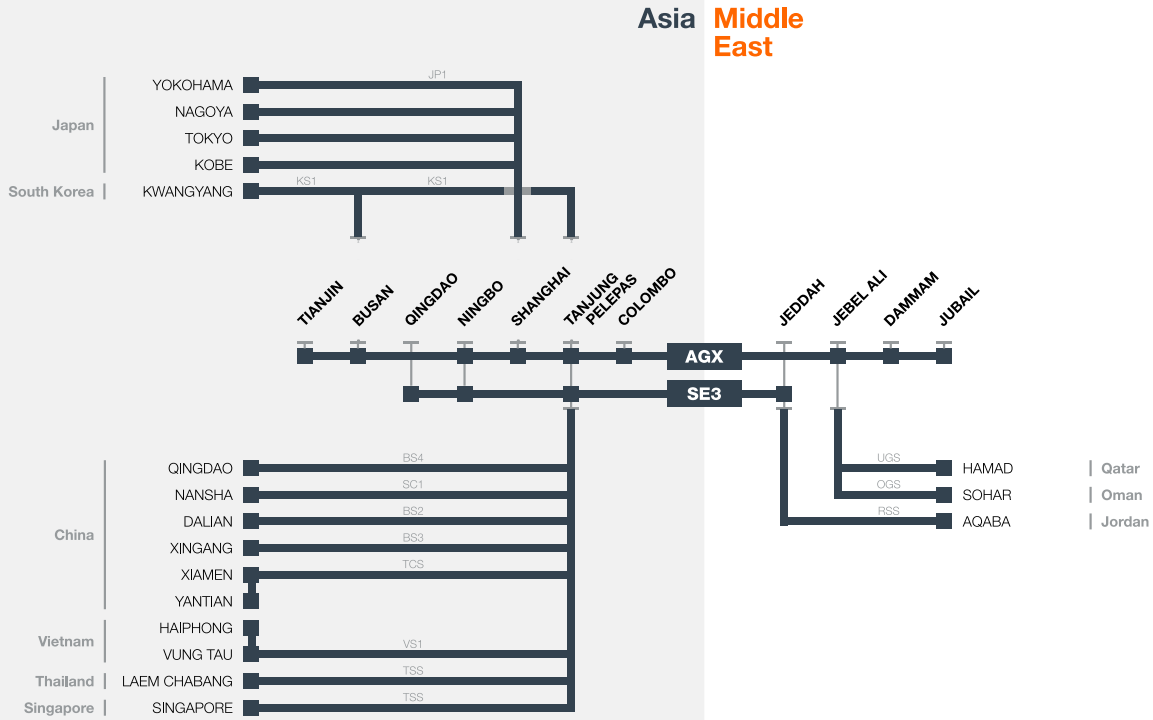 Asia
Middle
East
JP1
YOKOHAMA
NAGOYA
Japan
TOKYO
KOBE
KS1
KS1
South Korea
KWANGYANG
TIANJIN
BUSAN
QINGDAO
NINGBO
SHANGHAI
TANJUNG
PELEPAS
COLOMBO
JEDDAH
JEBEL ALI
DAMMAM
JUBAIL
AGX
SE3
BS4
QINGDAO
SC1
NANSHA
BS2
DALIAN
China
BS3
XINGANG
TCS
XIAMEN
YANTIAN
HAIPHONG
Vietnam
VS1
VUNG TAU
TSS
Thailand
LAEM CHABANG
TSS
Singapore
SINGAPORE
UGS
HAMAD
Qatar
OGS
SOHAR
Oman
RSS
AQABA
Jordan